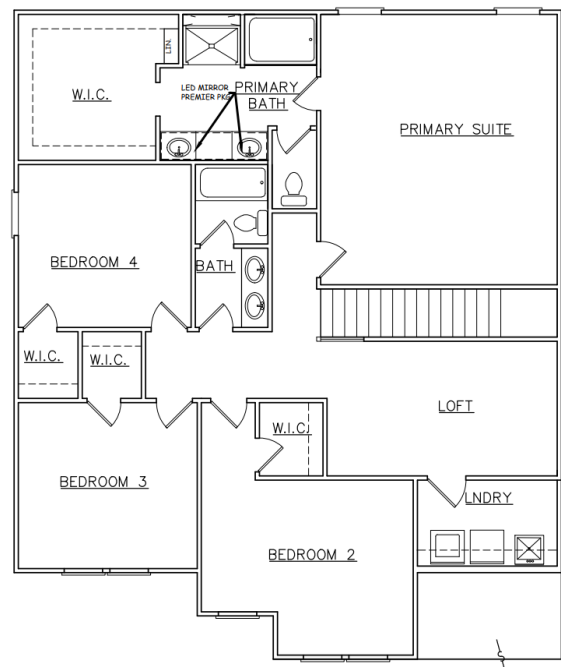 LIN.
W.I.C.
LED MIRROR
PREMIER PKG
PRIMARY
BATH
PRIMARY SUITE
BEDROOM 4
BATH
W.I.C.
W.I.C.
LOFT
W.I.C.
BEDROOM 3
LNDRY
BEDROOM 2